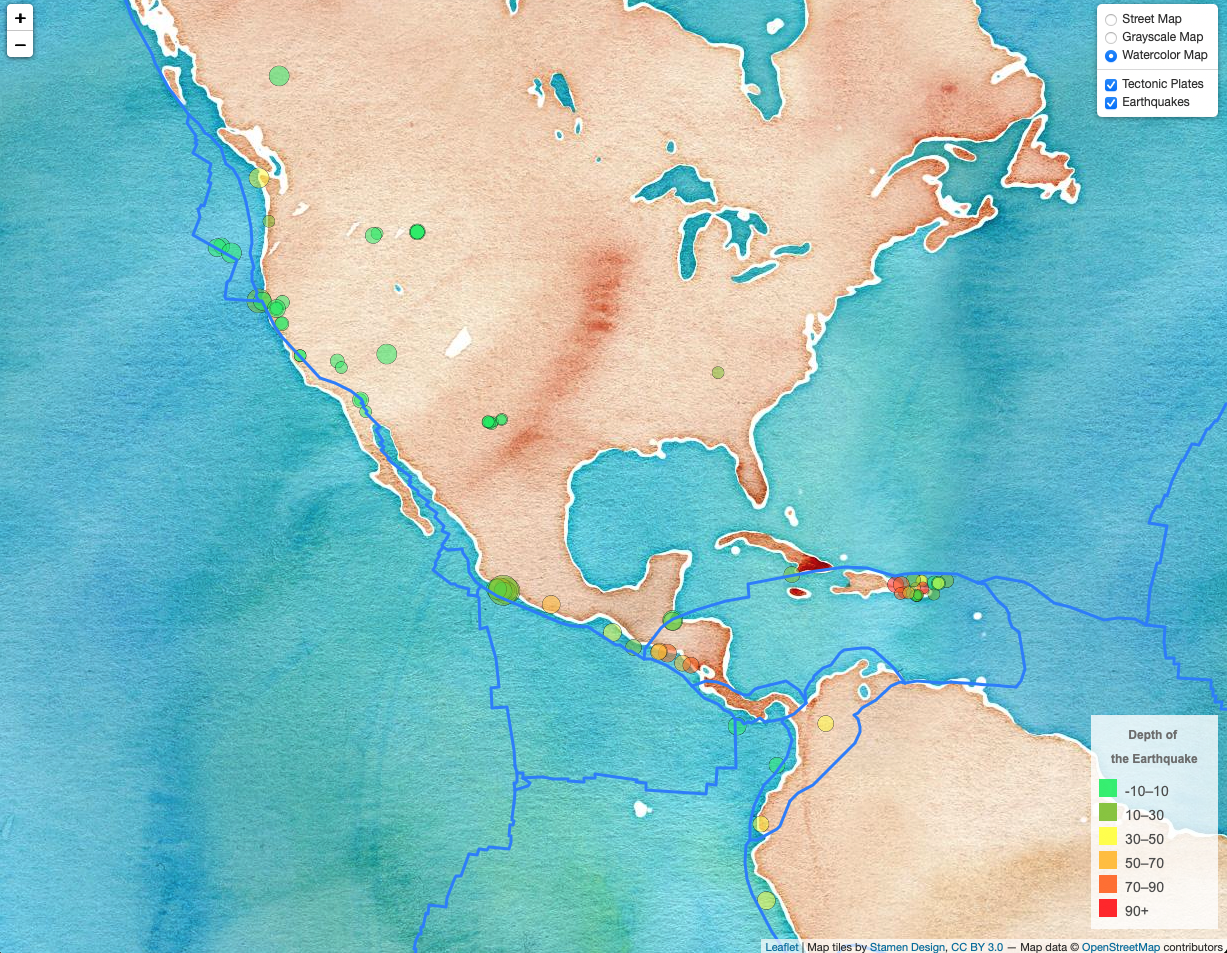 +
−
Street Map
Grayscale Map
Watercolor Map
Tectonic Plates
Earthquakes
Depth of
the Earthquake
-10–10
10–30
30–50
50–70
70–90
90+
Leaflet | Map tiles by Stamen Design, CC BY 3.0 — Map data © OpenStreetMap contributors